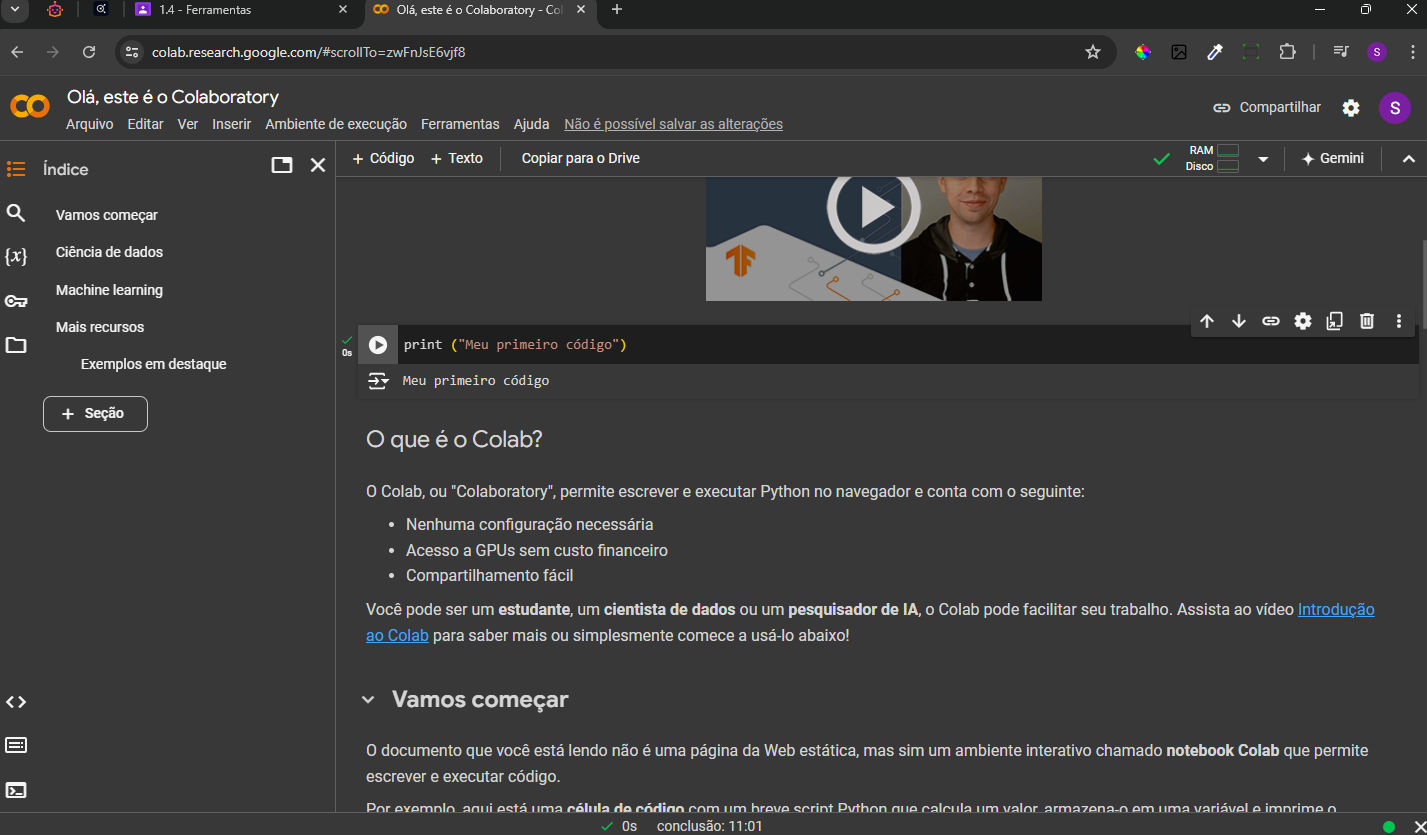 1.4 - Ferramentas
Olá, este é o Colaboratory - Col
colab.research.google.com/#scrollTo=zwFnJsE6vjf8
S
Olá, este é o Colaboratory
Arquivo Editar Ver Inserir Ambiente de execução Ferramentas Ajuda Não é possível salvar as alterações
Compartilhar
S
Índice
+ Código + Texto Copiar para o Drive
RAM
Disco
Gemini
Vamos começar
Ciência de dados
Machine learning
Mais recursos
Exemplos em destaque
+ Seção
{x}
0s
print ("Meu primeiro código")
Meu primeiro código
O que é o Colab?
O Colab, ou "Colaboratory", permite escrever e executar Python no navegador e conta com o seguinte:
• Nenhuma configuração necessária
• Acesso a GPUs sem custo financeiro
• Compartilhamento fácil
Você pode ser um estudante, um cientista de dados ou um pesquisador de IA, o Colab pode facilitar seu trabalho. Assista ao vídeo Introdução
ao Colab para saber mais ou simplesmente comece a usá-lo abaixo!
Vamos começar
O documento que você está lendo não é uma página da Web estática, mas sim um ambiente interativo chamado notebook Colab que permite
escrever e executar código.
Por exemplo, aqui está uma célula de código com um breve script Python que calcula um valor, armazena-o em uma variável e imprime o
0s conclusão: 11:01